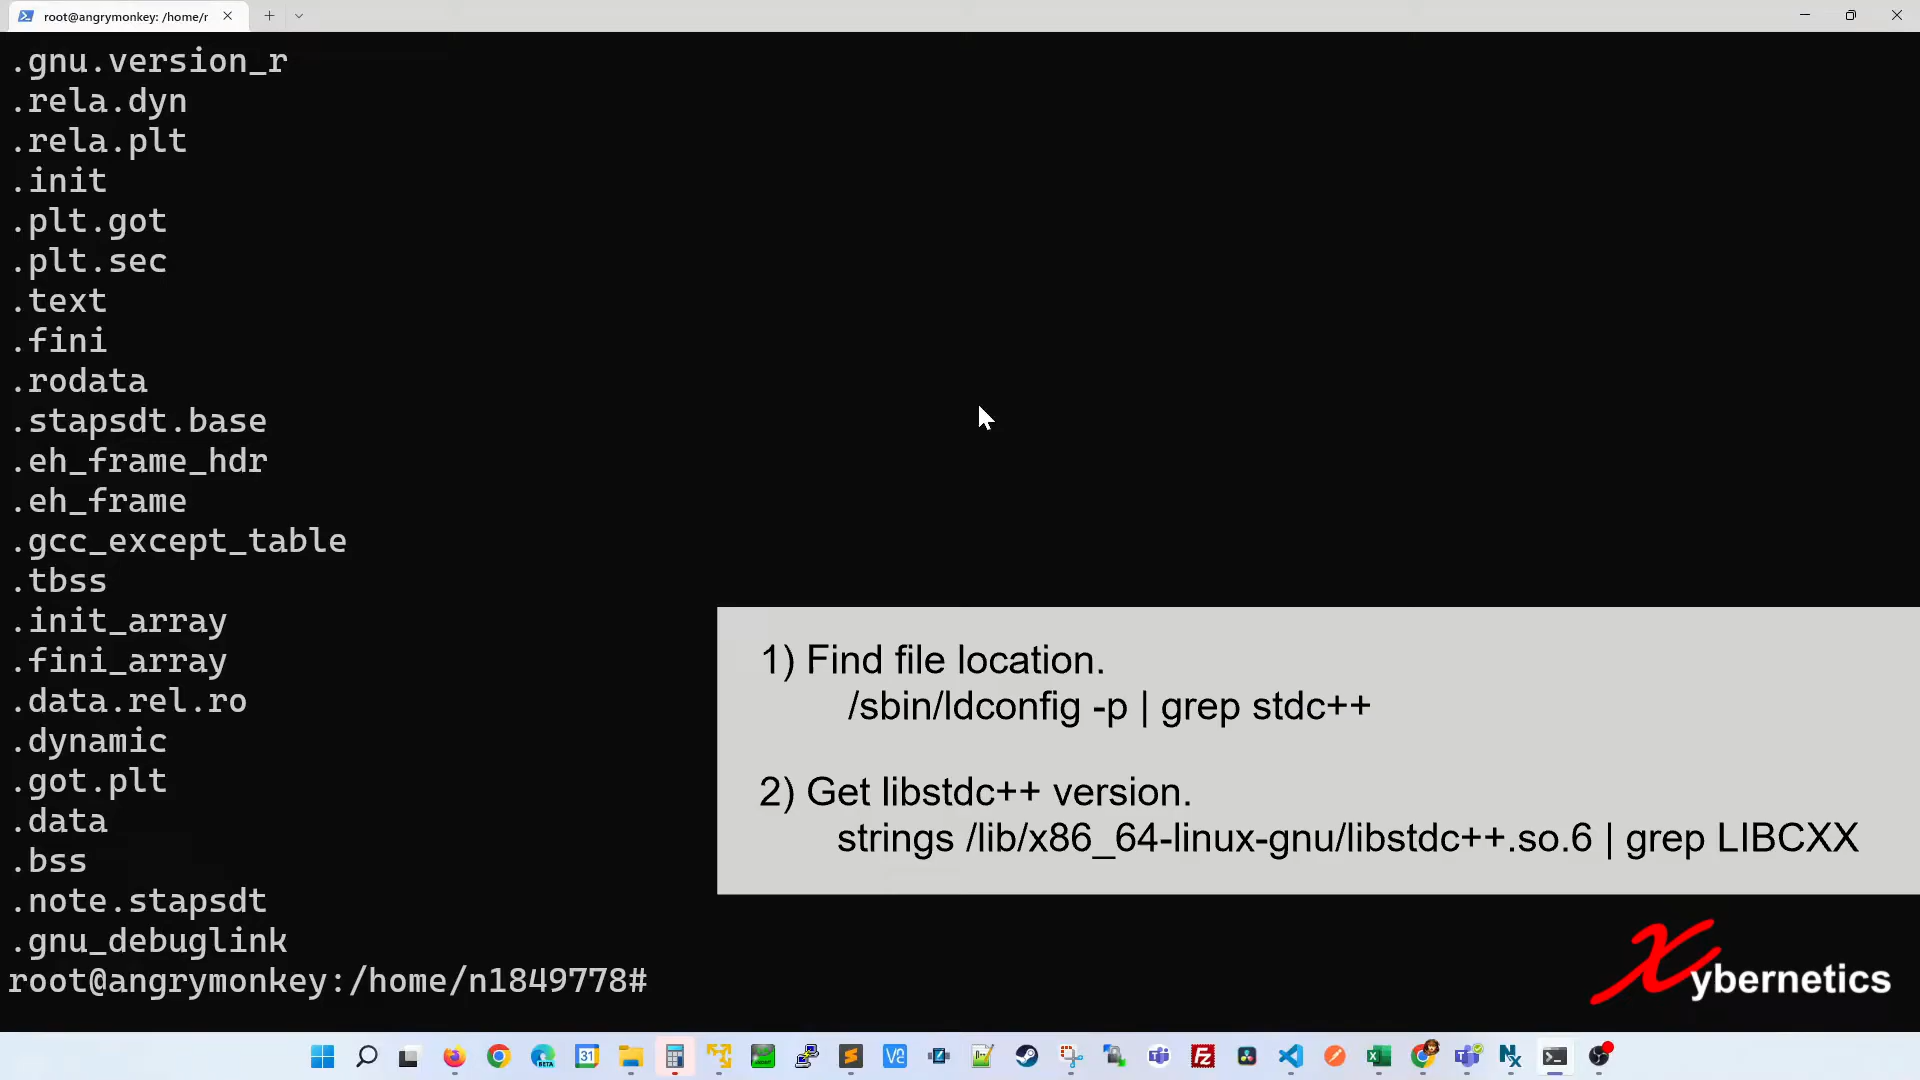 root@angrymonkey: /home/r
.gnu.version_r
.rela.dyn
.rela.plt
.init
.plt.got
.plt.sec
.text
.fini
.rodata
.stapsdt.base
.eh_frame_hdr
.eh_frame
.gcc_except_table
.tbss
.init_array
.fini_array
.data.rel.ro
.dynamic
.got.plt
.data
.bss
.note.stapsdt
.gnu_debuglink
root@angrymonkey:/home/n1849778#
1) Find file location.
/sbin/ldconfig -p | grep stdc++
2) Get libstdc++ version.
strings /lib/x86_64-linux-gnu/libstdc++.so.6 | grep LIBCXX
Xybernetics
BETA
31